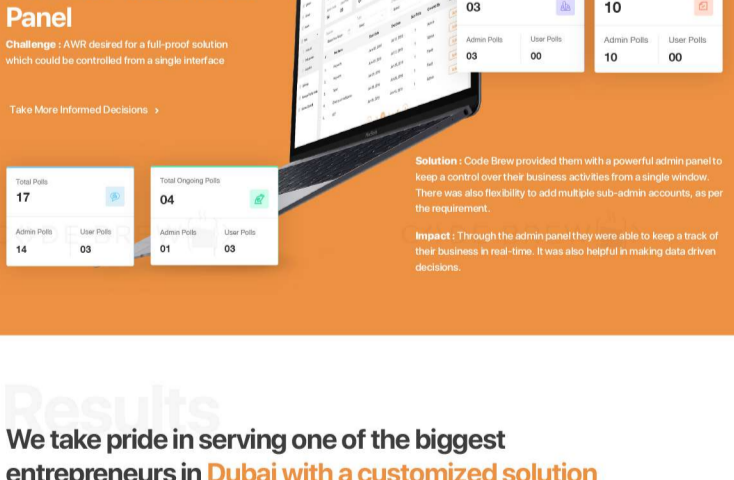 Panel
Challenge : AWR desired for a full-proof solution
which could be controlled from a single interface
Take More Informed Decisions >
03
Admin Polls User Polls
03 00
10
Admin Polls User Polls
10 00
Total Polls
17
Admin Polls User Polls
14 03
Total Ongoing Polls
04
Admin Polls User Polls
01 03
Solution : Code Brew provided them with a powerful admin panel to
keep a control over their business activities from a single window.
There was also flexibility to add multiple sub-admin accounts, as per
the requirement.
Impact : Through the admin panel they were able to keep a track of
their business in real-time. It was also helpful in making data driven
decisions.
Results
We take pride in serving one of the biggest
entrepreneurs in Dubai with a customized solution